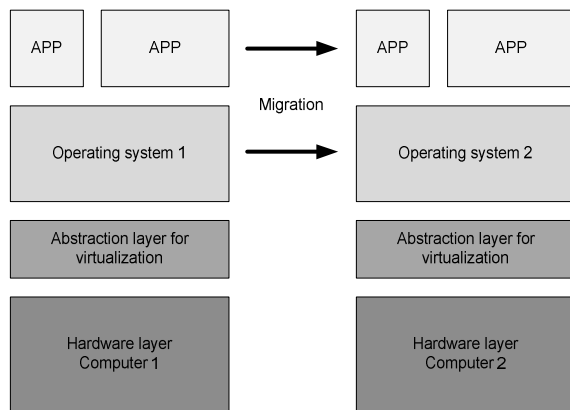 APP
APP
APP
APP
Migration
Operating system 1
Operating system 2
Abstraction layer for
virtualization
Abstraction layer for
virtualization
Hardware layer
Computer 1
Hardware layer
Computer 2